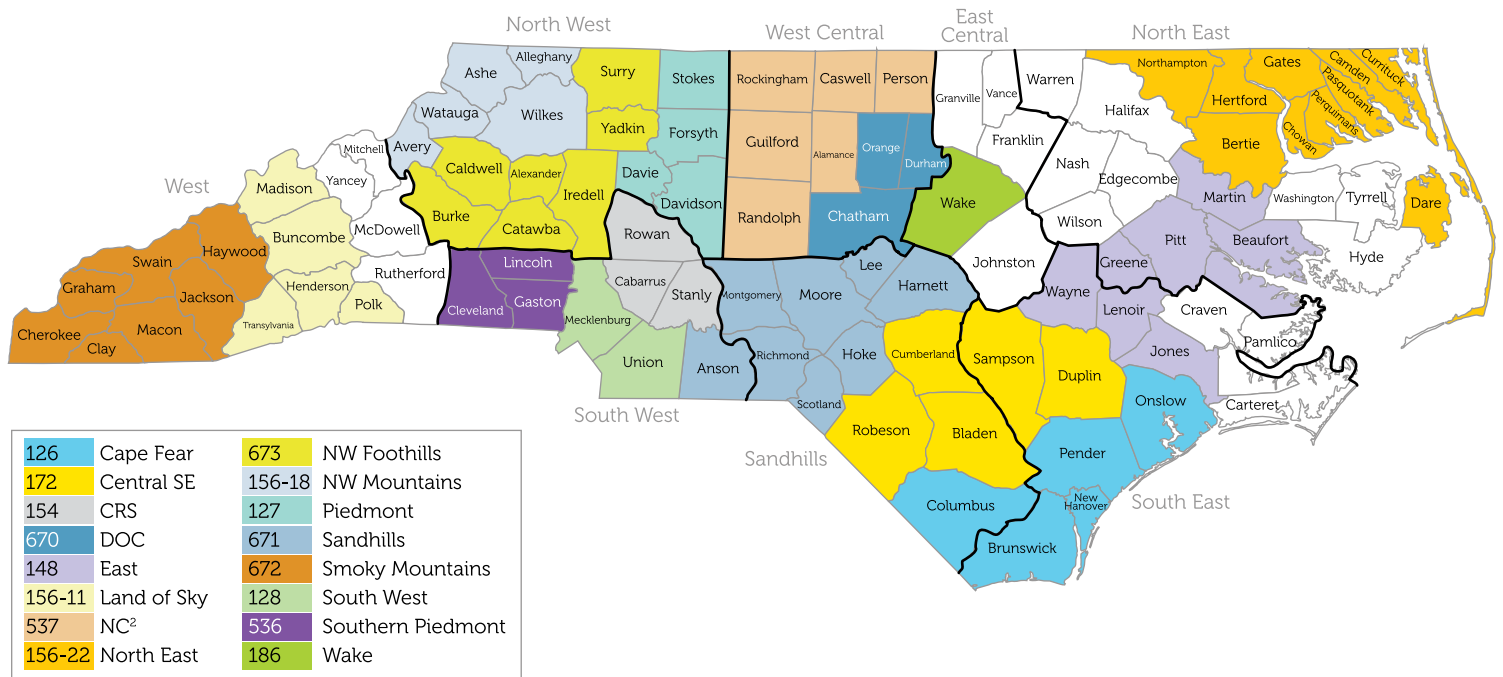 North West
West Central
East
Central
North East
West
South West
Sandhills
South East
Ashe
Alleghany
Surry
Stokes
Rockingham
Caswell
Person
Granville
Vance
Warren
Northampton
Gates
Camden
Currituck
Pasquotank
Perquimans
Chowan
Hertford
Halifax
Watauga
Wilkes
Yadkin
Forsyth
Guilford
Alamance
Orange
Durham
Franklin
Nash
Edgecombe
Bertie
Mitchell
Avery
Caldwell
Alexander
Iredell
Davie
Davidson
Randolph
Chatham
Wake
Wilson
Martin
Washington
Tyrrell
Dare
Madison
Yancey
Burke
Catawba
Rowan
Johnston
Pitt
Beaufort
Hyde
Haywood
Buncombe
McDowell
Swain
Graham
Jackson
Henderson
Polk
Rutherford
Lincoln
Cleveland
Gaston
Cabarrus
Stanly
Montgomery
Moore
Lee
Harnett
Wayne
Greene
Lenoir
Craven
Pamlico
Cherokee
Clay
Macon
Transylvania
Mecklenburg
Union
Anson
Richmond
Hoke
Scotland
Cumberland
Sampson
Duplin
Jones
Carteret
Onslow
Robeson
Bladen
Pender
Columbus
New
Hanover
Brunswick
126 Cape Fear
172 Central SE
154 CRS
670 DOC
148 East
156-11 Land of Sky
537 NC²
156-22 North East
673 NW Foothills
156-18 NW Mountains
127 Piedmont
671 Sandhills
672 Smoky Mountains
128 South West
536 Southern Piedmont
186 Wake